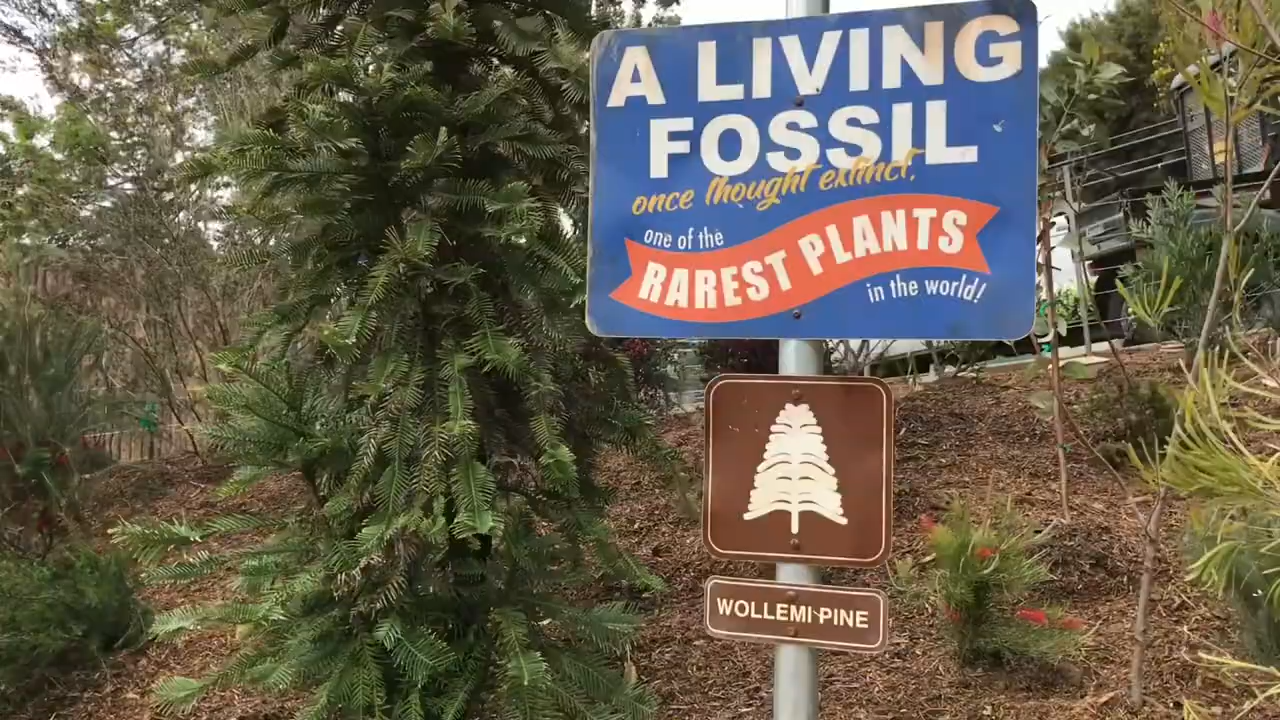 A LIVING
FOSSIL
once thought extinct,
one of the
RAREST PLANTS
in the world!
WOLLEMI PINE